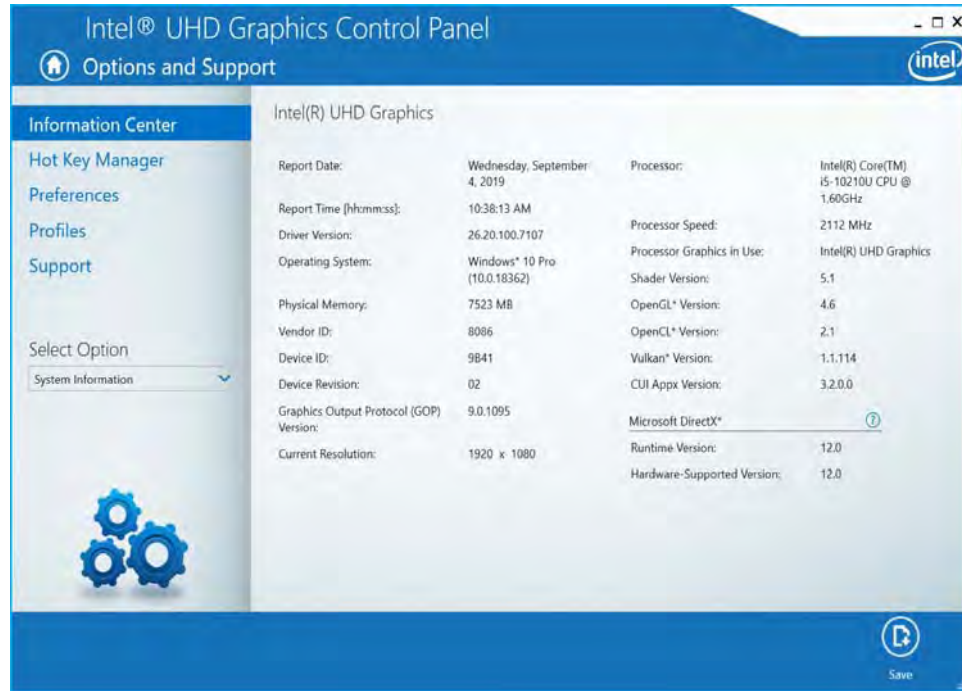 Intel® UHD Graphics Control Panel
Options and Support
intel
Information Center
Hot Key Manager
Preferences
Profiles
Support
Select Option
System Information
Intel(R) UHD Graphics
Report Date: Wednesday, September
4, 2019
Report Time [hh:mm:ss]: 10:38:13 AM
Driver Version: 26.20.100.7107
Operating System: Windows* 10 Pro
(10.0.18362)
Physical Memory: 7523 MB
Vendor ID: 8086
Device ID: 9B41
Device Revision: 02
Graphics Output Protocol (GOP) 9.0.1095
Version:
Current Resolution: 1920 x 1080
Processor: Intel(R) Core(TM)
i5-10210U CPU @
1.60GHz
Processor Speed: 2112 MHz
Processor Graphics in Use: Intel(R) UHD Graphics
Shader Version: 5.1
OpenGL* Version: 4.6
OpenCL* Version: 2.1
Vulkan* Version: 1.1.114
CUI Appx Version: 3.2.0.0
Microsoft DirectX* ?
Runtime Version: 12.0
Hardware-Supported Version: 12.0
Save